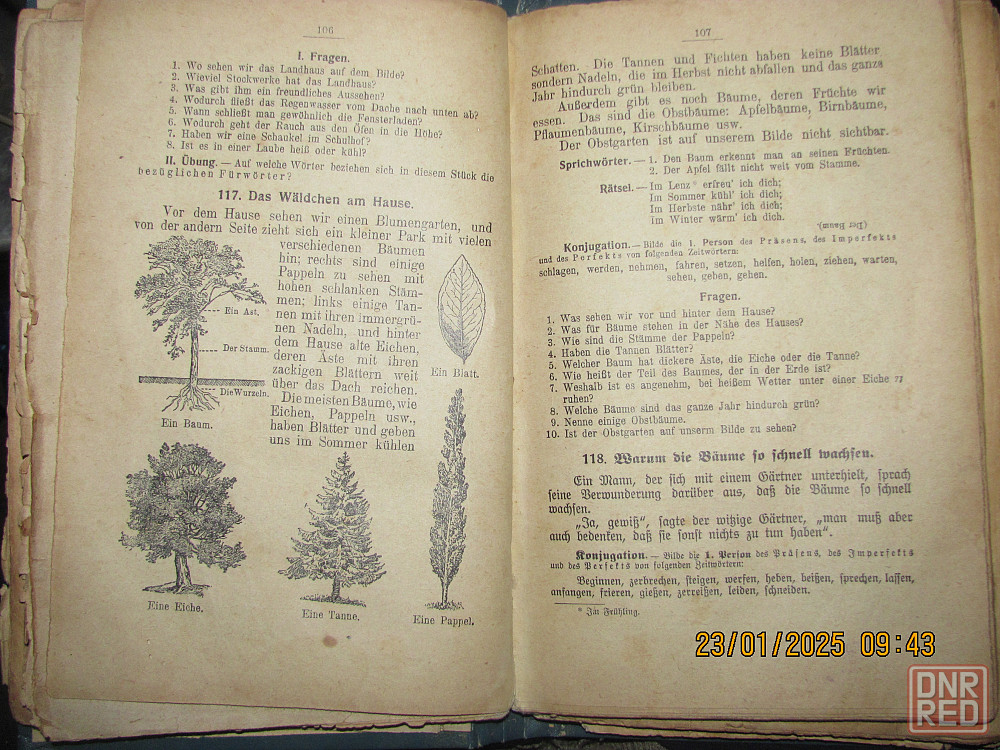 106
I. Fragen.
1. Wo sehen wir das Landhaus auf dem Bilde?
2. Wieviel Stockwerke hat das Landhaus?
3. Was gibt ihm ein freundliches Aussehen?
4. Wodurch fließt das Regenwasser vom Dache nach unten ab?
5. Wann schließt man gewöhnlich die Fensterladen?
6. Wodurch geht der Rauch aus den Öfen in die Höhe?
7. Haben wir eine Schaukel im Schulhof?
8. Ist es in einer Laube heiß oder kühl?
II. Übung. — Auf welche Wörter beziehen sich in diesem Stück die
bezüglichen Fürwörter?
117. Das Wäldchen am Hause.
Vor dem Hause sehen wir einen Blumengarten, und
von der andern Seite zieht sich ein kleiner Park mit vielen
verschiedenen Bäumen
hin: rechts sind einige
Pappeln zu sehen mit
hohen schlanken Stäm-
men; links einige Tan-
nen mit ihren immergrü-
nen Nadeln, und hinter
dem Hause alte Eichen,
deren Äste mit ihren
zackigen Blättern weit
über das Dach reichen.
Die meisten Bäume, wie
Eichen, Pappeln usw.,
haben Blätter und geben
uns im Sommer kühlen
Ein Ast.
Der Stamm.
Die Wurzeln.
Ein Baum.
Ein Blatt.
Eine Eiche.
Eine Tanne.
Eine Pappel.
107
Schatten. Die Tannen und Fichten haben keine Blätter
sondern Nadeln, die im Herbst nicht abfallen und das ganze
Jahr hindurch grün bleiben.
Außerdem gibt es noch Bäume, deren Früchte wir
essen. Das sind die Obstbäume: Apfelbäume, Birnbäume,
Pflaumenbäume, Kirschbäume usw.
Der Obstgarten ist auf unserem Bilde nicht sichtbar.
Sprichwörter. — 1. Den Baum erkennt man an seinen Früchten.
2. Der Apfel fällt nicht weit vom Stamme.
Rätsel. — Im Lenz* erfreu' ich dich;
Im Sommer kühl' ich dich;
Im Herbste nähr' ich dich;
Im Winter wärm' ich dich.
(Der Baum).
Konjugation. — Bilde die 1. Person des Präsens, des Imperfekts
und des Perfekts von folgenden Zeitwörtern:
schlagen, werden, nehmen, fahren, setzen, helfen, holen, ziehen, warten,
sehen, geben, gehen.
Fragen.
1. Was sehen wir vor und hinter dem Hause?
2. Was für Bäume stehen in der Nähe des Hauses?
3. Wie sind die Stämme der Pappeln?
4. Haben die Tannen Blätter?
5. Welcher Baum hat dickere Äste, die Eiche oder die Tanne?
6. Wie heißt der Teil des Baumes, der in der Erde ist?
7. Weshalb ist es angenehm, bei heißem Wetter unter einer Eiche
ruhen?
8. Welche Bäume sind das ganze Jahr hindurch grün?
9. Nenne einige Obstbäume.
10. Ist der Obstgarten auf unserem Bilde zu sehen?
118. Warum die Bäume so schnell wachsen.
Ein Mann, der sich mit einem Gärtner unterhielt, sprach
seine Verwunderung darüber aus, daß die Bäume so schnell
wachsen.
„Ja, gewiß“, sagte der witzige Gärtner, „man muß aber
auch bedenken, daß sie sonst nichts zu tun haben“.
Konjugation. — Bilde die 1. Person des Präsens, des Imperfekts
und des Perfekts von folgenden Zeitwörtern:
Beginnen, zerbrechen, steigen, werfen, heben, beißen, sprechen, lassen,
anfangen, frieren, gießen, zerreißen, leiden, schneiden.
* Im Frühling.
23/01/2025 09:43
DNR
RED